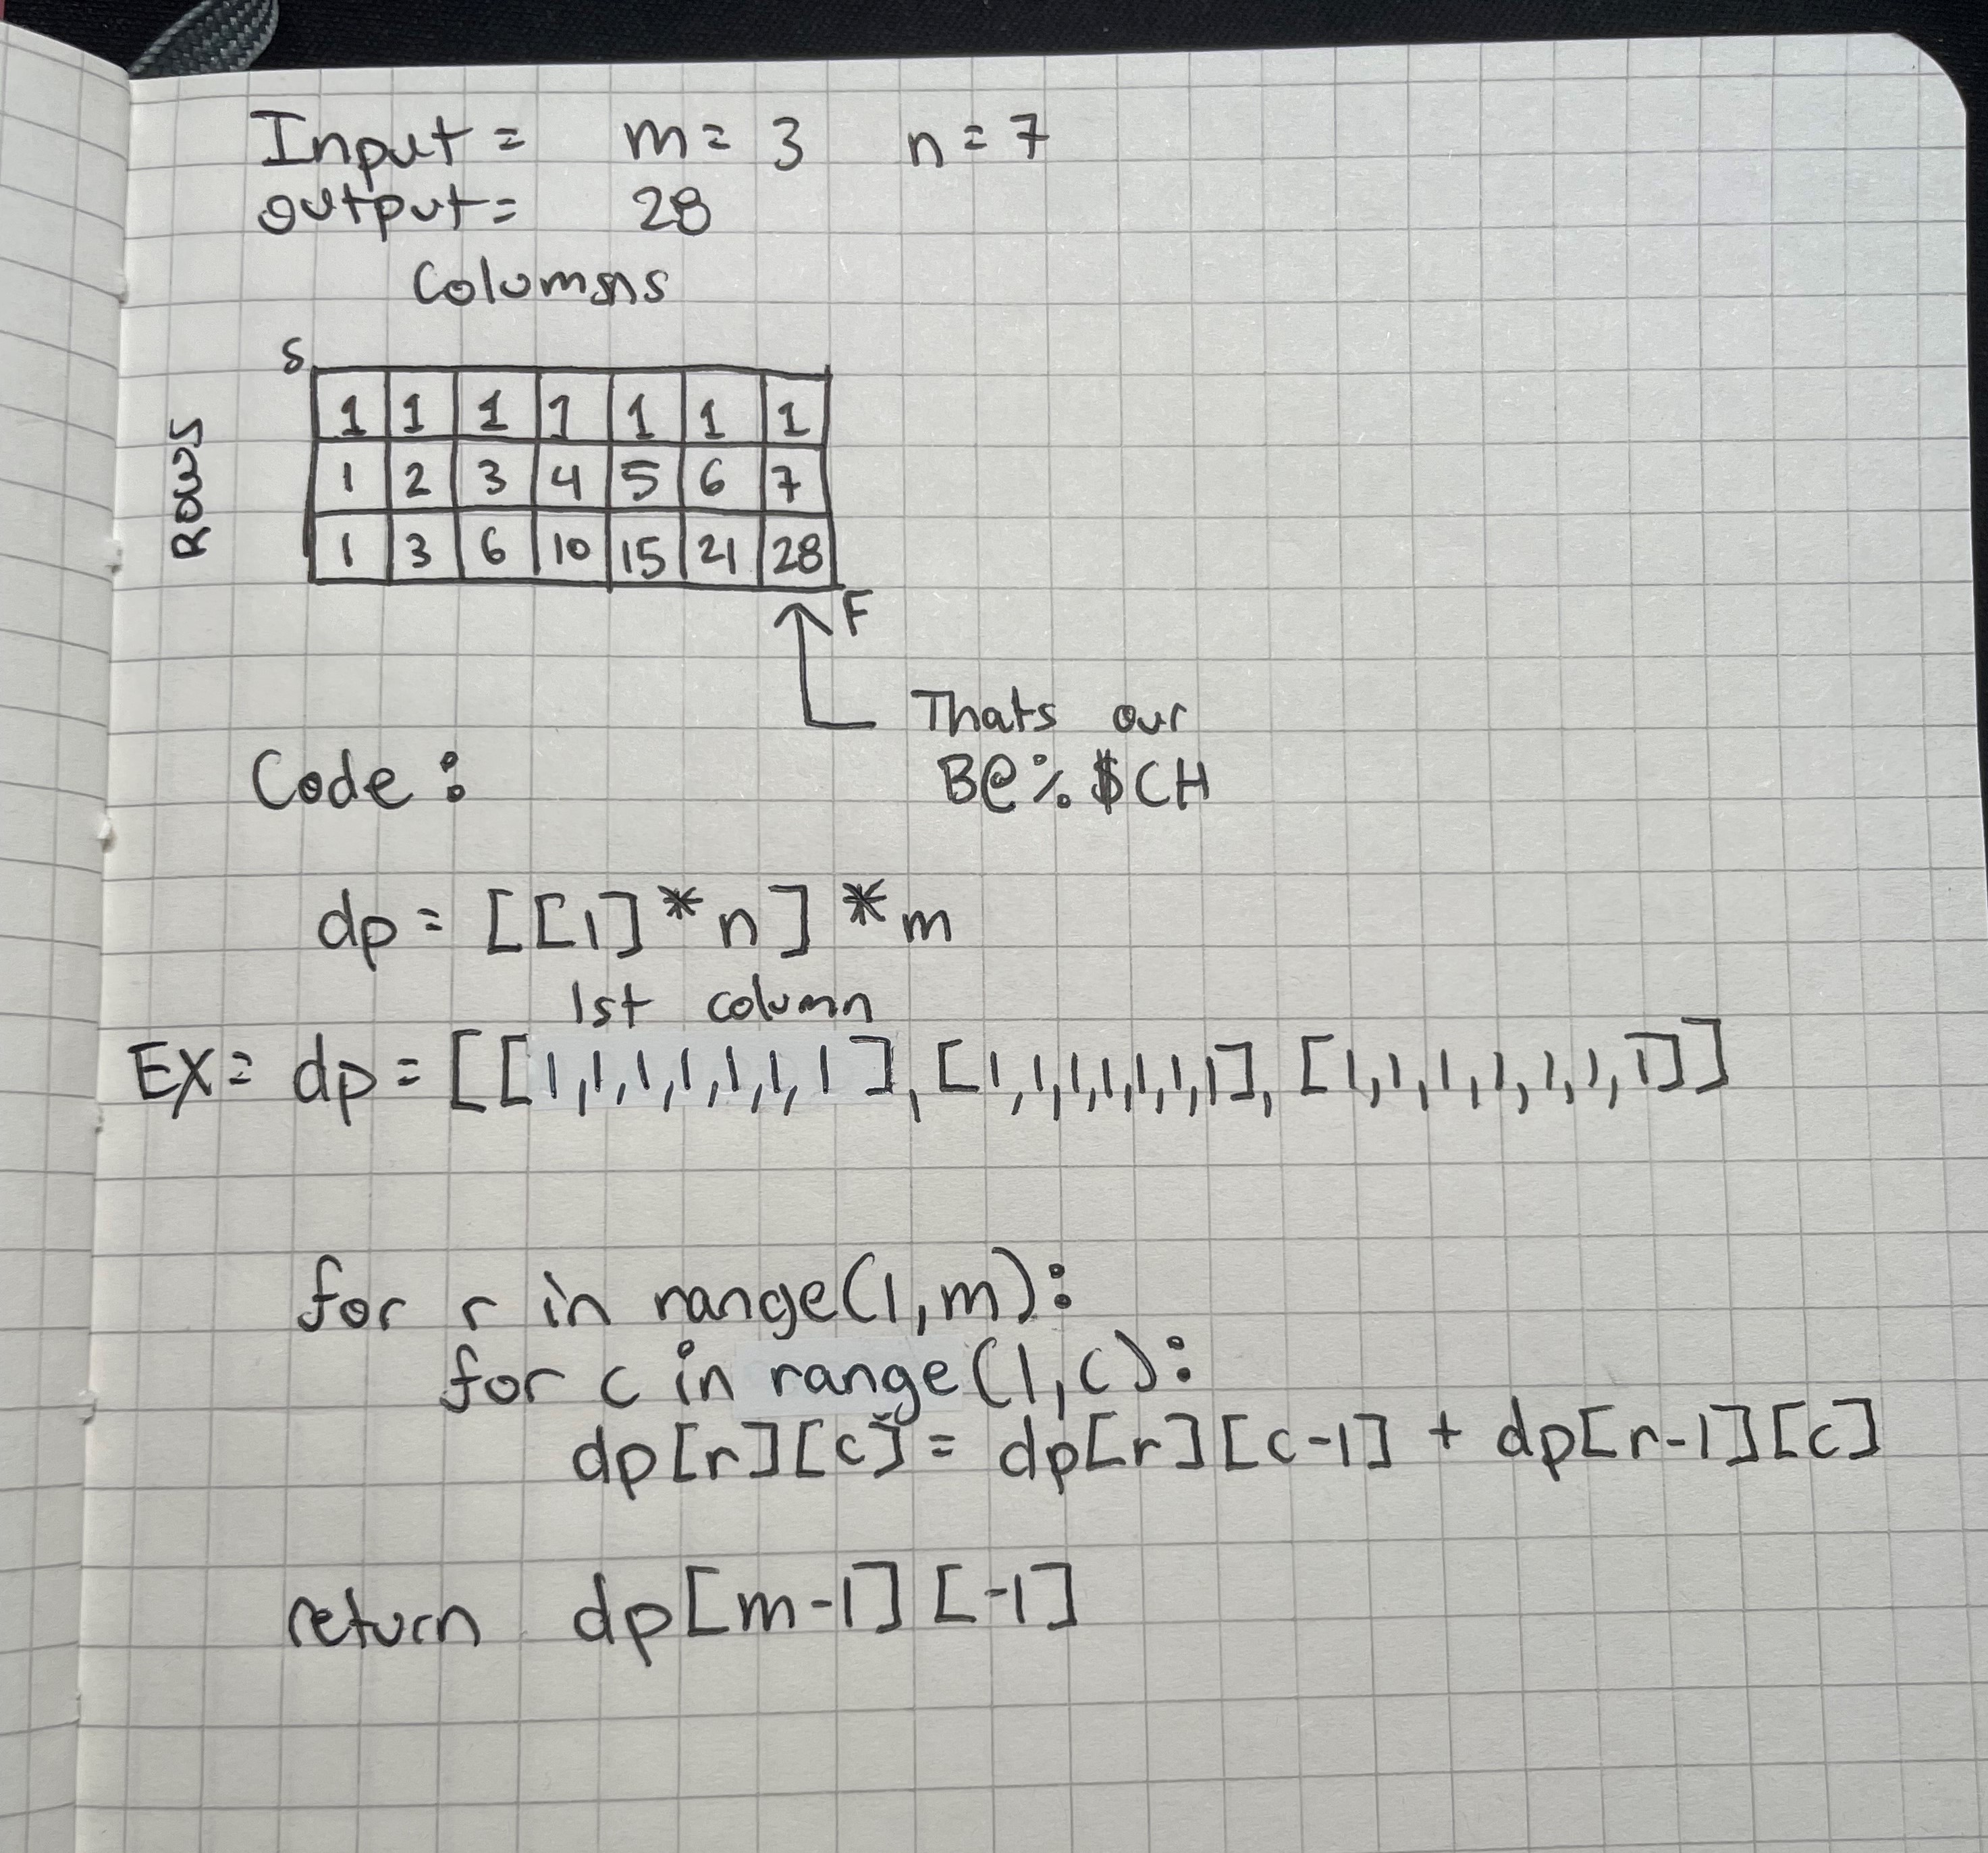 Input = m = 3 n = 7
output = 28
Columsns
S
ROWS
1 1 1 1 1 1 1
1 2 3 4 5 6 7
1 3 6 10 15 21 28
F
Thats our
B@%$CH
Code :
dp = [[1]*n]*m
1st column
EX = dp = [[1,1,1,1,1,1,1],[1,1,1,1,1,1,1],[1,1,1,1,1,1,1]]
for r in range(1,m):
for c in range(1,c):
dp[r][c] = dp[r][c-1] + dp[r-1][c]
return dp[m-1][-1]